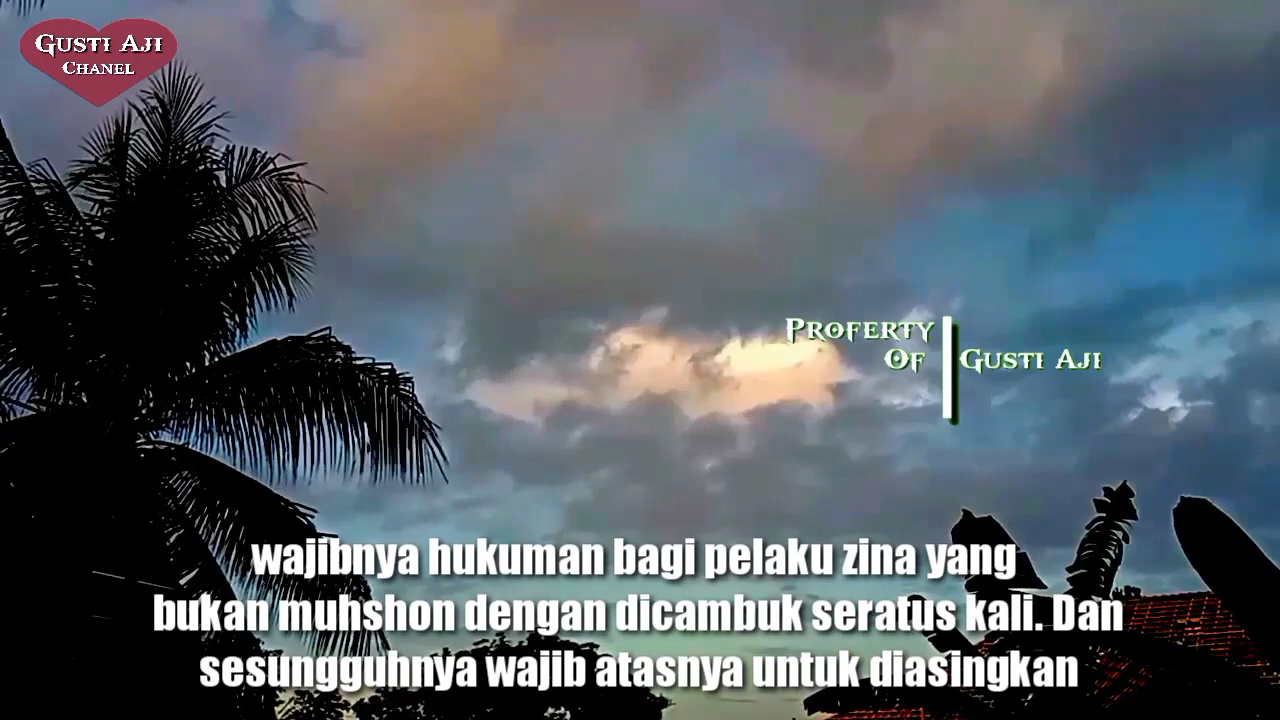 Gusti Aji
Chanel
Proferty
Of Gusti Aji
wajibnya hukuman bagi pelaku zina yang
bukan muhshon dengan dicambuk seratus kali. Dan
sesungguhnya wajib atasnya untuk diasingkan